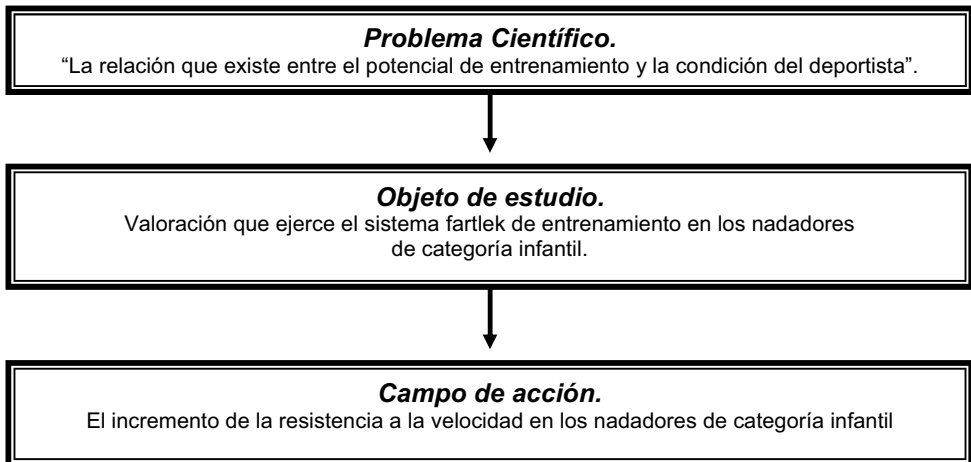 Problema Científico.
“La relación que existe entre el potencial de entrenamiento y la condición del deportista”.
Objeto de estudio.
Valoración que ejerce el sistema fartlek de entrenamiento en los nadadores
de categoría infantil.
Campo de acción.
El incremento de la resistencia a la velocidad en los nadadores de categoría infantil